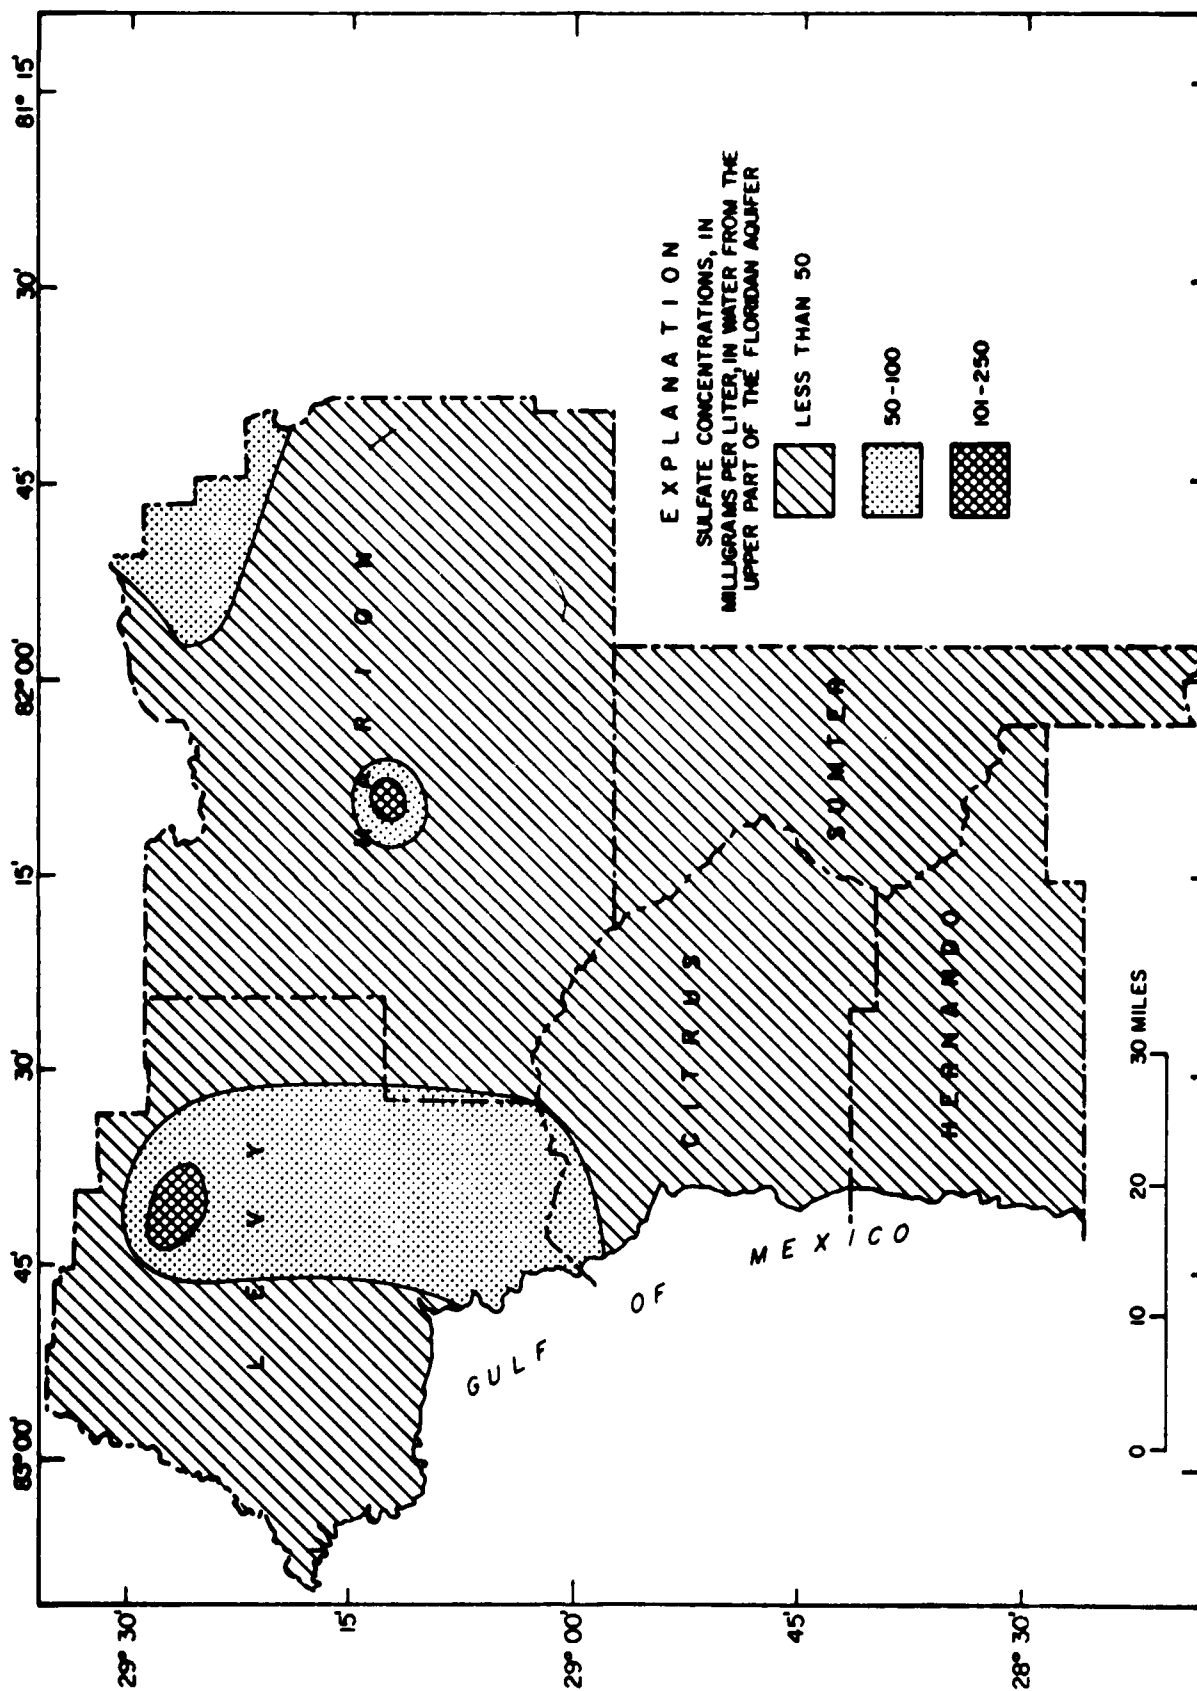 83° 00'
45'
30'
15'
82° 00'
45'
30'
81° 15'
29° 30'
15'
29° 00'
45'
28° 30'
LEVY
MARION
CITRUS
SUMTER
HERNANDO
GULF OF MEXICO
EXPLANATION
SULFATE CONCENTRATIONS, IN
MILLIGRAMS PER LITER, IN WATER FROM THE
UPPER PART OF THE FLORIDAN AQUIFER
LESS THAN 50
50-100
101-250
0 10 20 30 MILES